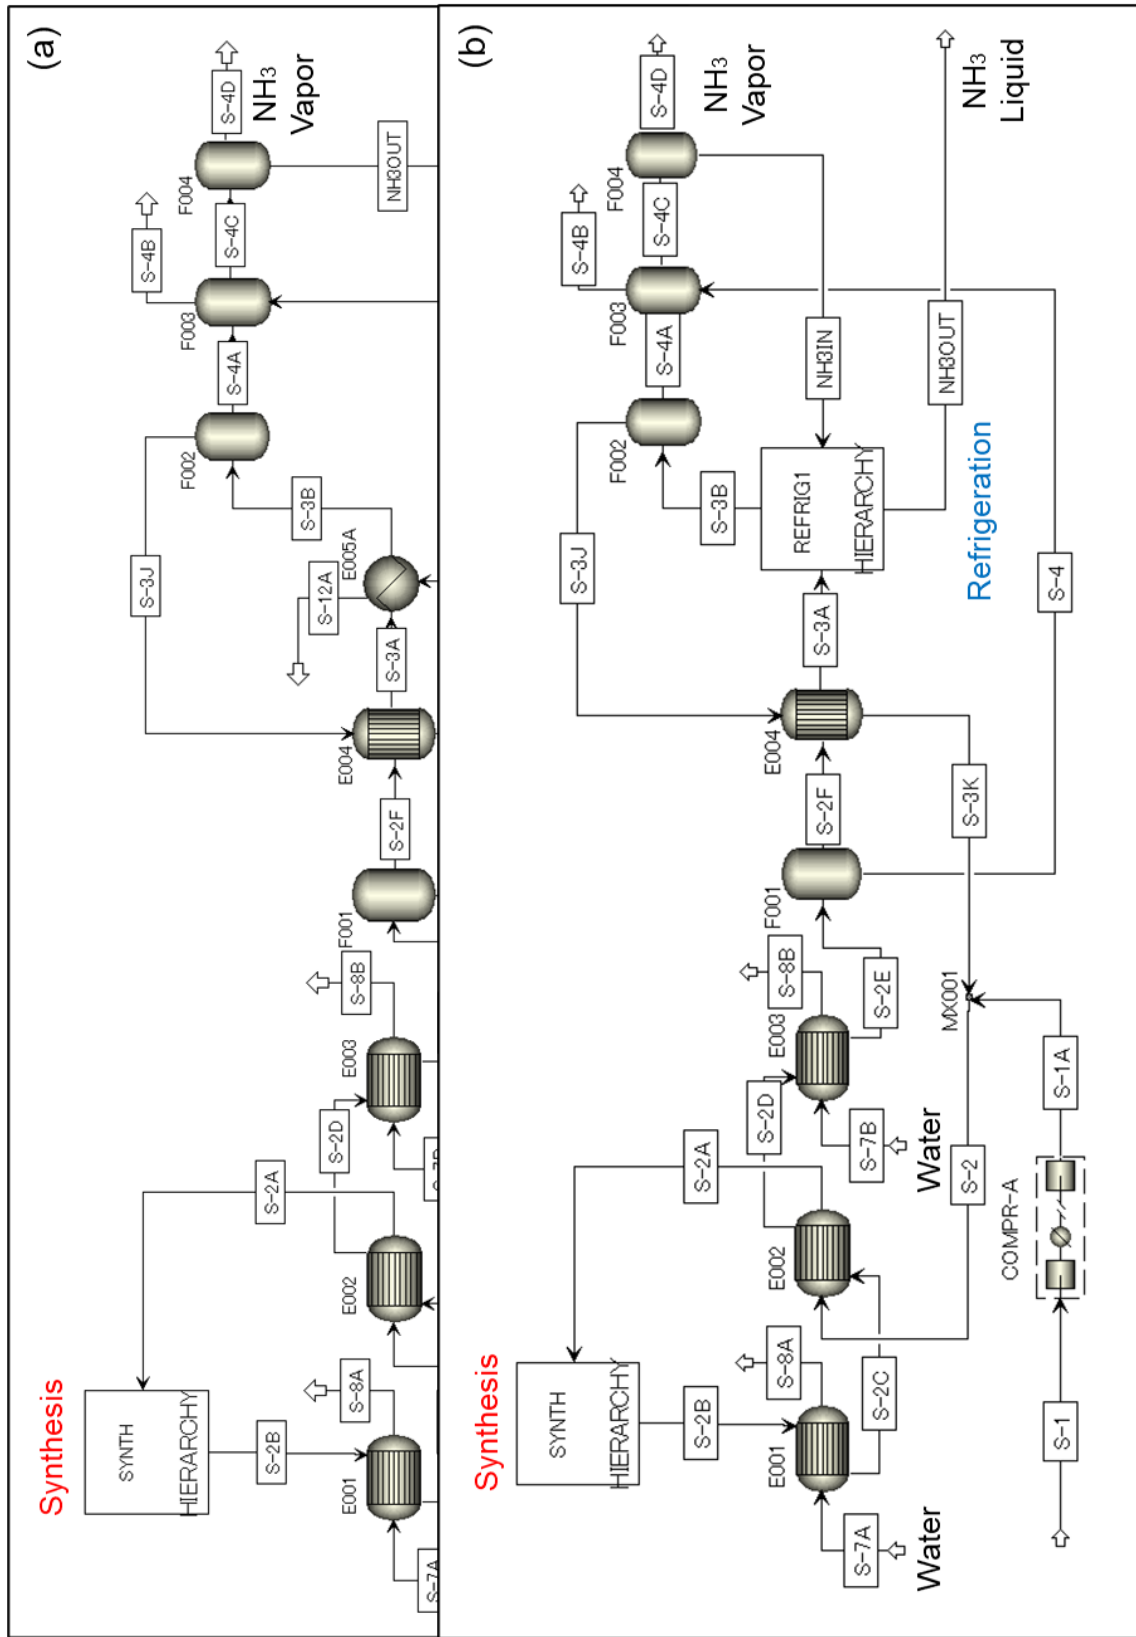 (a)
Synthesis
SYNTH
HIERARCHY
S-2B
E001
S-7A
S-8A
S-2A
E002
S-2D
E003
S-7B
S-8B
F001
S-2F
E004
S-3J
S-3A
S-12A
E005A
S-3B
F002
S-4A
F003
S-4B
S-4C
F004
S-4D
NH3
Vapor
NH3OUT
(b)
Synthesis
SYNTH
HIERARCHY
S-2B
E001
S-7A
Water
S-8A
S-2C
S-2A
E002
S-2D
E003
S-7B
Water
S-8B
S-2E
F001
S-2F
E004
S-3J
S-3A
S-3K
REFRIG1
HIERARCHY
Refrigeration
S-3B
F002
S-4A
F003
S-4B
S-4C
F004
S-4D
NH3
Vapor
NH3IN
NH3OUT
NH3
Liquid
S-4
MX001
S-2
S-1A
COMPR-A
S-1